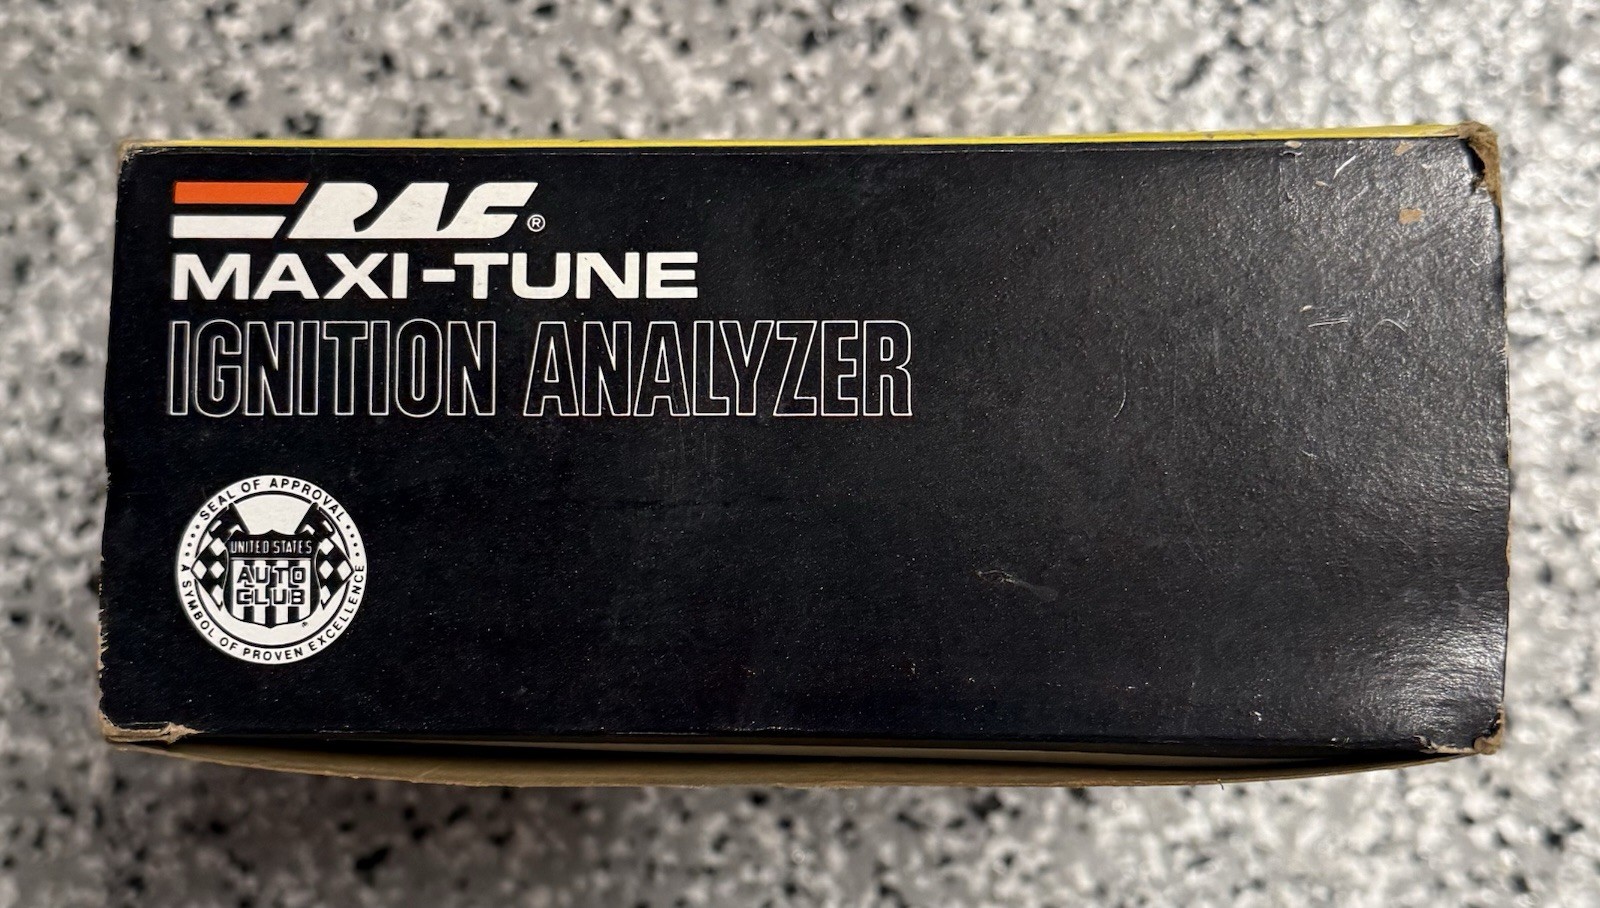 RAC®
MAXI-TUNE
IGNITION ANALYZER
SEAL OF APPROVAL
UNITED STATES
AUTO
CLUB
A SYMBOL OF PROVEN EXCELLENCE